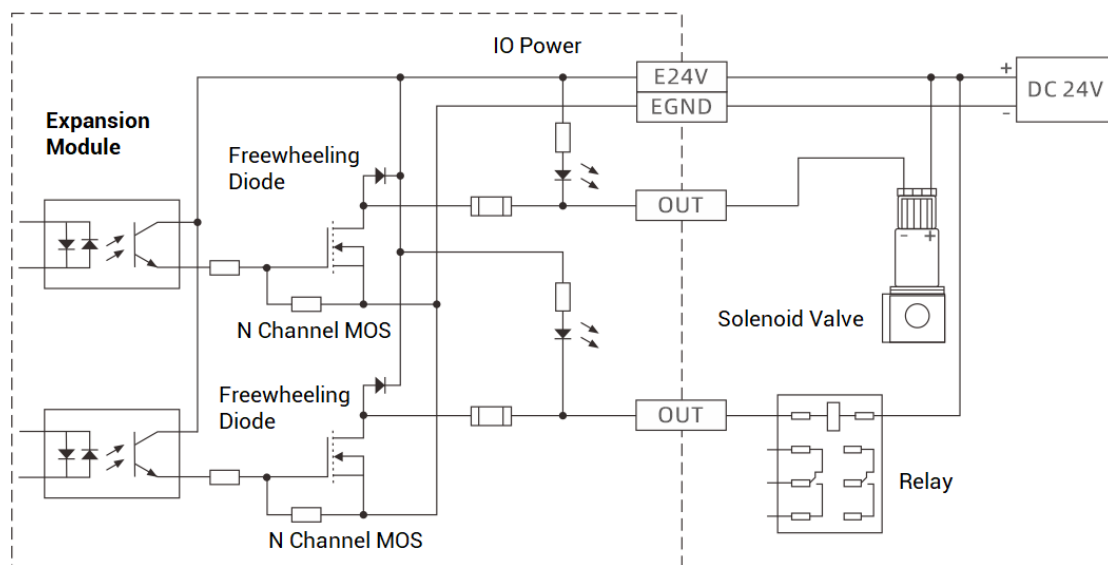 IO Power
E24V
+
DC 24V
EGND
-
Expansion
Module
Freewheeling
Diode
OUT
- +
N Channel MOS
Solenoid Valve
Freewheeling
Diode
OUT
Relay
N Channel MOS